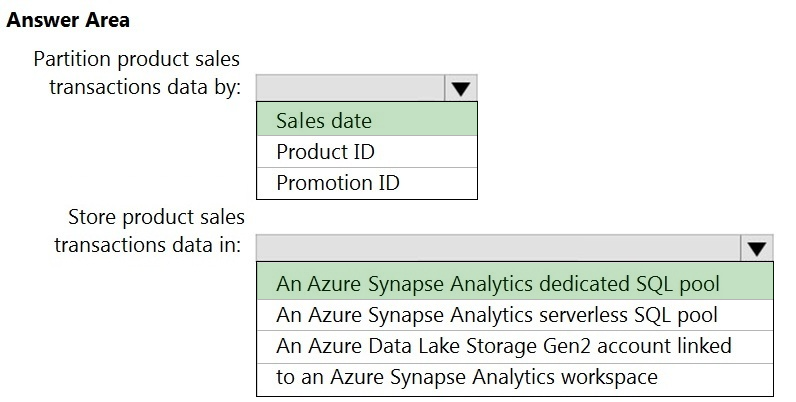 Answer Area
Partition product sales
transactions data by:
Sales date
Product ID
Promotion ID
Store product sales
transactions data in:
An Azure Synapse Analytics dedicated SQL pool
An Azure Synapse Analytics serverless SQL pool
An Azure Data Lake Storage Gen2 account linked
to an Azure Synapse Analytics workspace